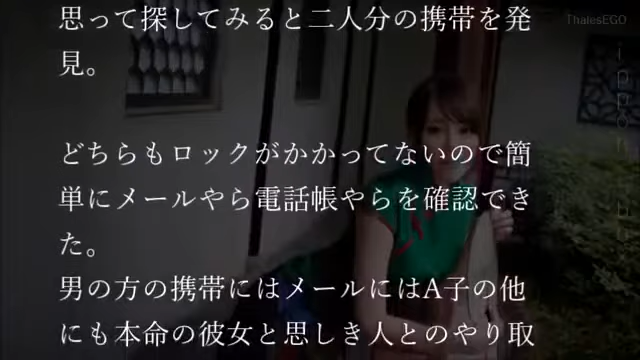 思って探してみると二人分の携帯を発
見。
どちらもロックがかかってないので簡
単にメールやら電話帳やらを確認でき
た。
男の方の携帯にはメールにはA子の他
にも本命の彼女と思しき人とのやり取
ThalesEGO